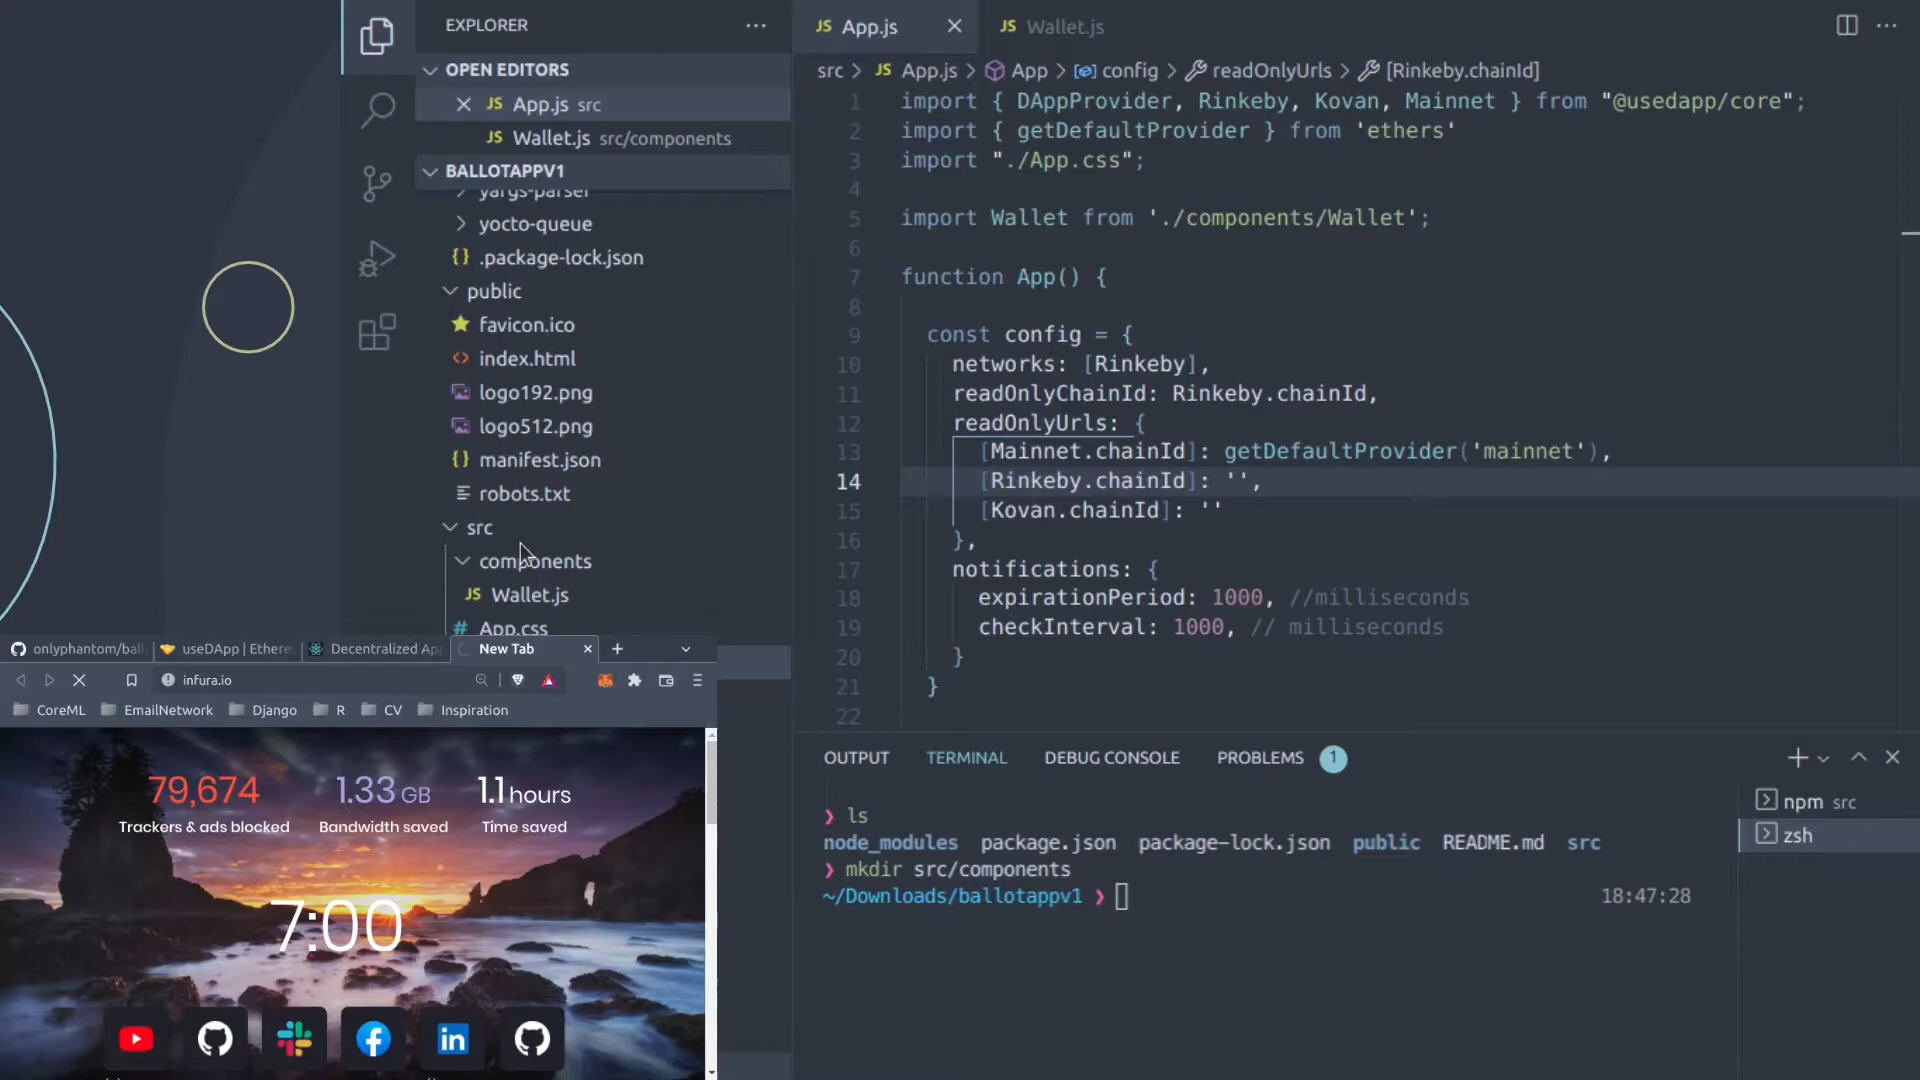 EXPLORER
OPEN EDITORS
JS App.js src
JS Wallet.js src/components
BALLOTAPPV1
yargs-parser
yocto-queue
{} .package-lock.json
public
favicon.ico
<> index.html
logo192.png
logo512.png
{} manifest.json
robots.txt
src
components
JS Wallet.js
# App.css
JS App.js
JS Wallet.js
src > JS App.js > App > config > readOnlyUrls > [Rinkeby.chainId]
1 import { DAppProvider, Rinkeby, Kovan, Mainnet } from "@usedapp/core";
2 import { getDefaultProvider } from 'ethers'
3 import "./App.css";
4
5 import Wallet from './components/Wallet';
6
7 function App() {
8
9 const config = {
10 networks: [Rinkeby],
11 readOnlyChainId: Rinkeby.chainId,
12 readOnlyUrls: {
13 [Mainnet.chainId]: getDefaultProvider('mainnet'),
14 [Rinkeby.chainId]: '',
15 [Kovan.chainId]: ''
16 },
17 notifications: {
18 expirationPeriod: 1000, //milliseconds
19 checkInterval: 1000, // milliseconds
20 }
21 }
22
OUTPUT TERMINAL DEBUG CONSOLE PROBLEMS 1
❯ ls
node_modules package.json package-lock.json public README.md src
❯ mkdir src/components
~/Downloads/ballotappv1 ❯ 18:47:28
npm src
zsh
onlyphantom/bal
useDApp | Ethere
Decentralized Ap
New Tab
infura.io
CoreML EmailNetwork Django R CV Inspiration
79,674 1.33 GB 1.1 hours
Trackers & ads blocked Bandwidth saved Time saved
7:00
in